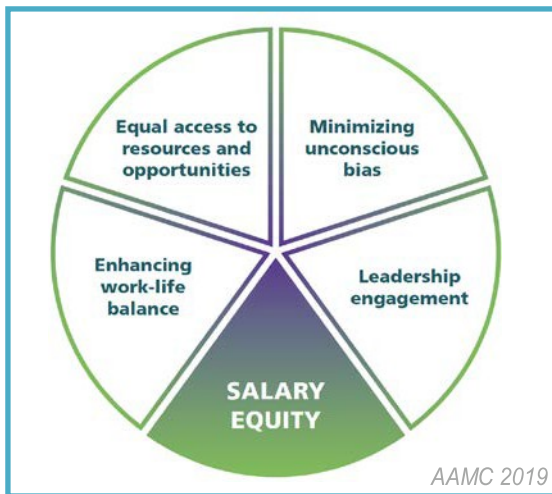 Equal access to
resources and
opportunities
Minimizing
unconscious
bias
Enhancing
work-life
balance
Leadership
engagement
SALARY
EQUITY
AAMC 2019